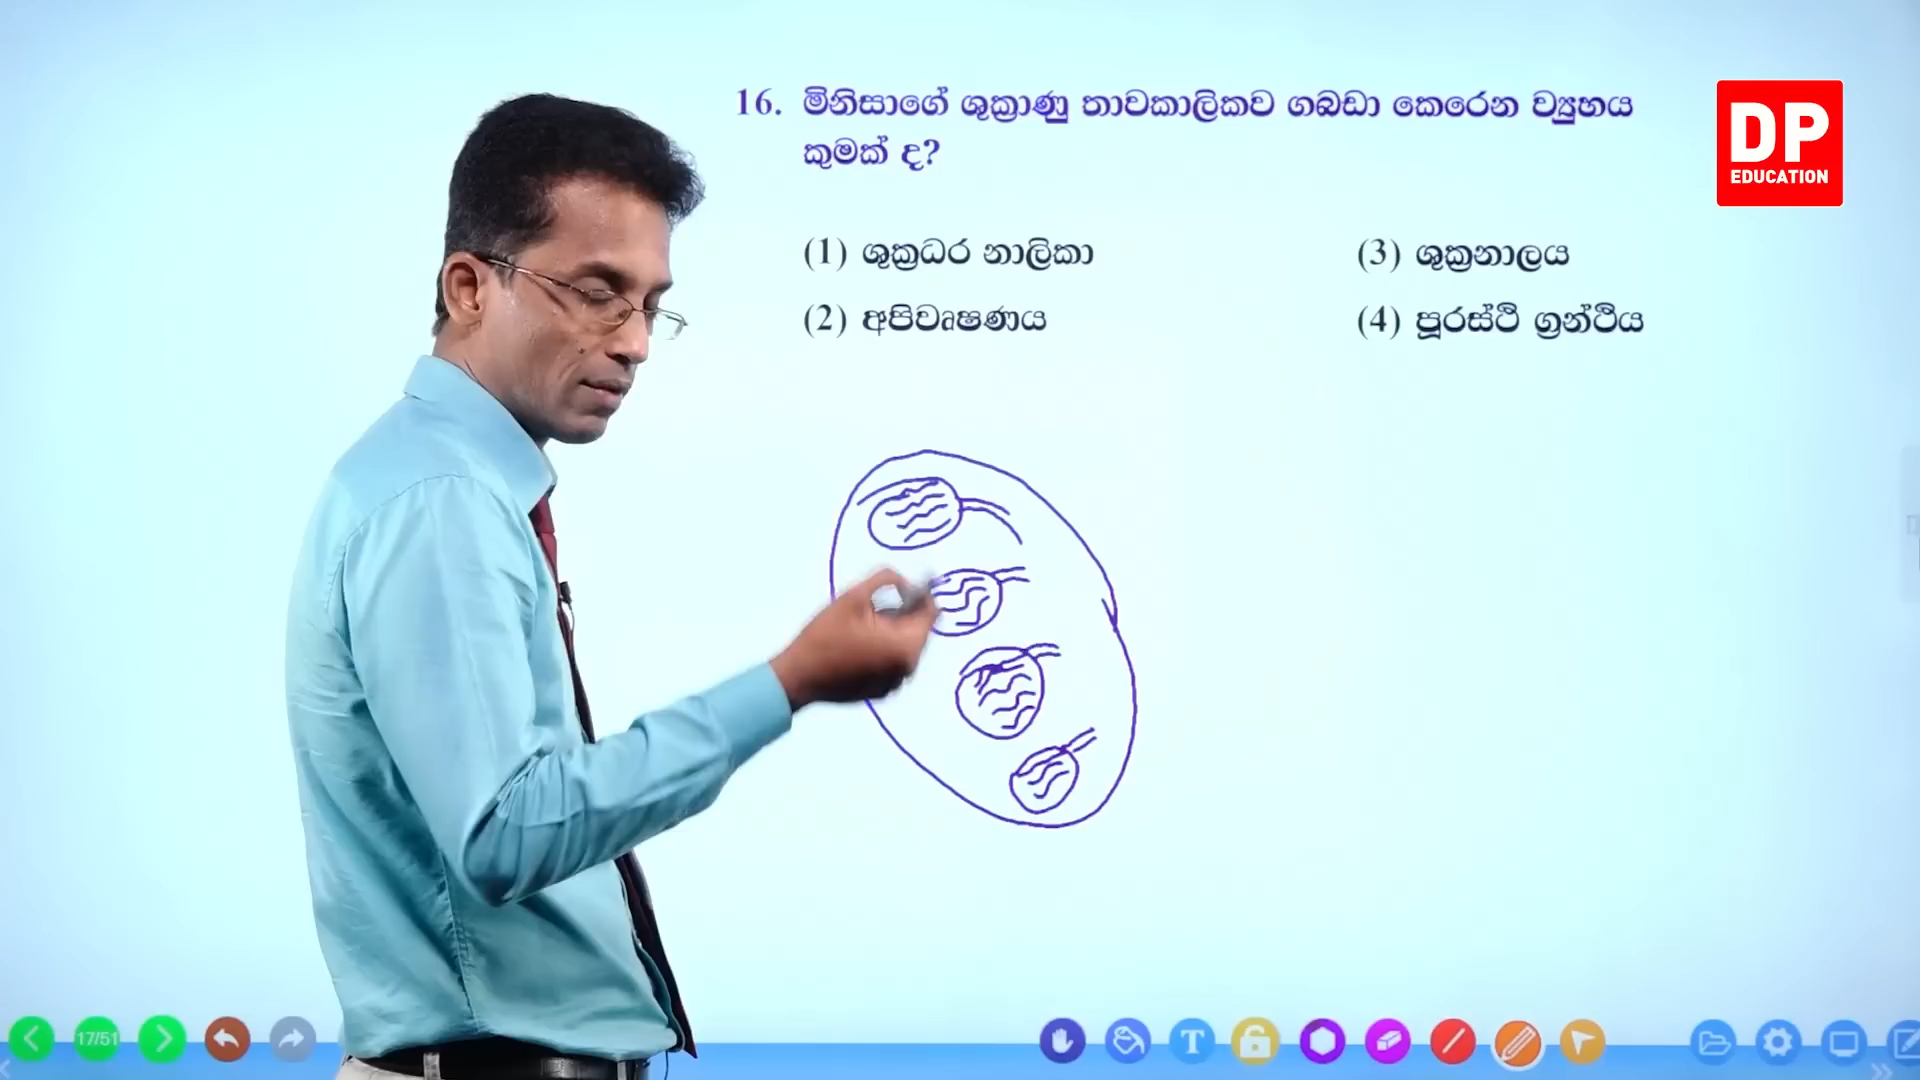 16. මිනිසාගේ ශුක්‍රාණු තාවකාලිකව ගබඩා කෙරෙන ව්‍යුහය
කුමක් ද?
(1) ශුක්‍රධර නාලිකා
(3) ශුක්‍රනාලය
(2) අපිවෘෂණය
(4) පූරස්ථි ග්‍රන්ථිය
DP
EDUCATION
17/51
T